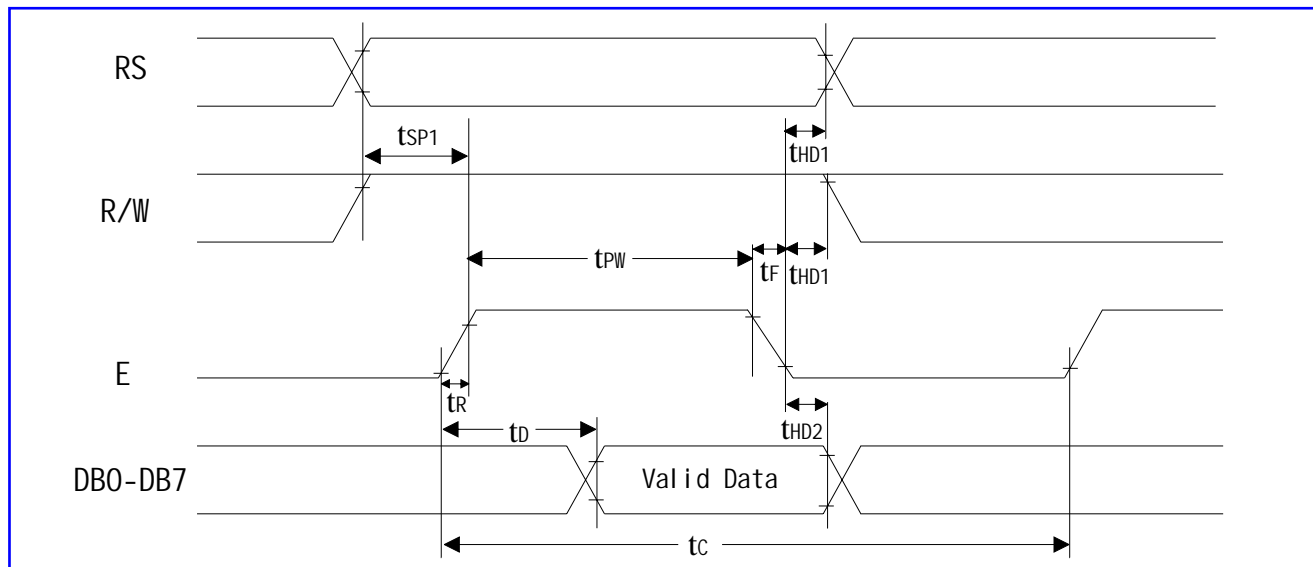 RS
tSP1
tHD1
R/W
tPW
tF
tHD1
E
tR
tHD2
tD
DB0-DB7
Valid Data
tC